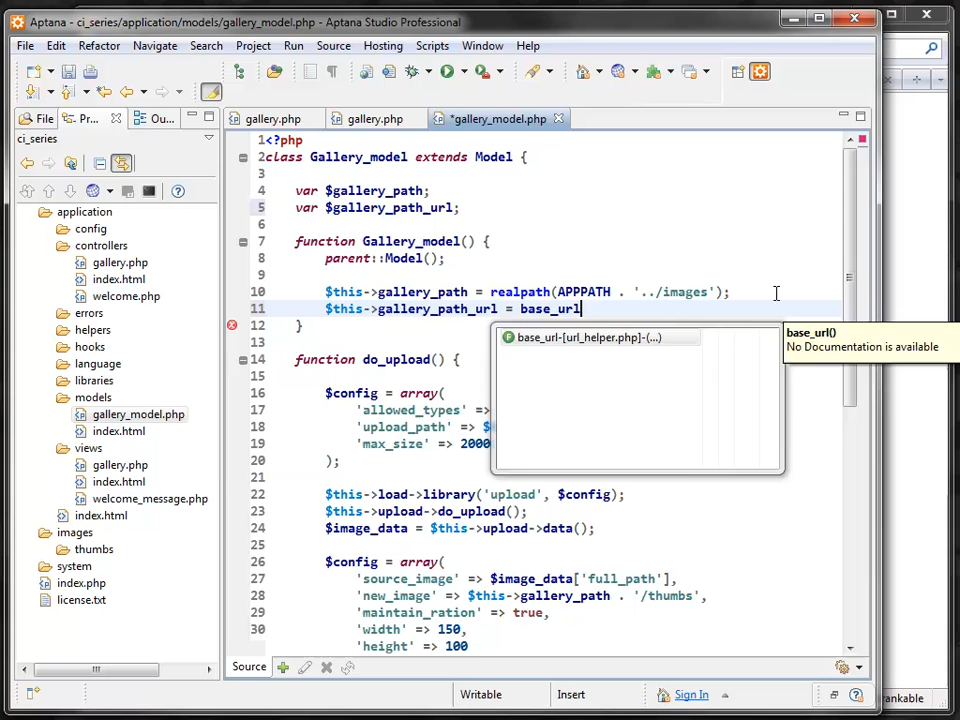 Aptana - ci_series/application/models/gallery_model.php - Aptana Studio Professional
File Edit Refactor Navigate Search Project Run Source Hosting Scripts Window Help
File Pr... Ou...
gallery.php gallery.php *gallery_model.php
ci_series
application
config
controllers
gallery.php
index.html
welcome.php
errors
helpers
hooks
language
libraries
models
gallery_model.php
index.html
views
gallery.php
index.html
welcome_message.php
index.html
images
thumbs
system
index.php
license.txt
1 <?php
2 class Gallery_model extends Model {
3
4 var $gallery_path;
5 var $gallery_path_url;
6
7 function Gallery_model() {
8 parent::Model();
9
10 $this->gallery_path = realpath(APPPATH . '../images');
11 $this->gallery_path_url = base_url
12 }
13
14 function do_upload() {
15
16 $config = array(
17 'allowed_types' =>
18 'upload_path' => $
19 'max_size' => 2000
20 );
21
22 $this->load->library('upload', $config);
23 $this->upload->do_upload();
24 $image_data = $this->upload->data();
25
26 $config = array(
27 'source_image' => $image_data['full_path'],
28 'new_image' => $this->gallery_path . '/thumbs',
29 'maintain_ration' => true,
30 'width' => 150,
'height' => 100
base_url-[url_helper.php]-(...)
base_url()
No Documentation is available
Source
Writable Insert Sign In
rankable